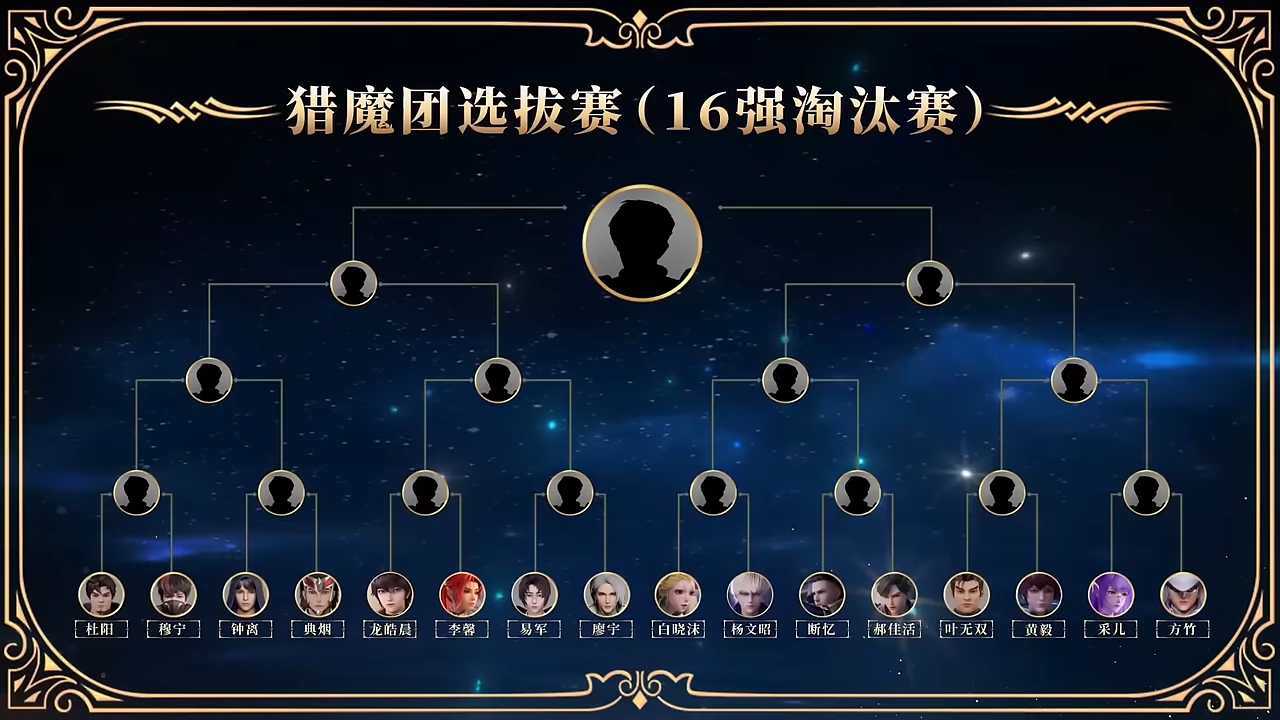 猎魔团选拔赛(16强淘汰赛)
杜阳 穆宁 钟离 典烟 龙皓晨 李馨 易军 廖宇 白晓沫 杨文昭 断忆 郝佳活 叶无双 黄毅 采儿 方竹